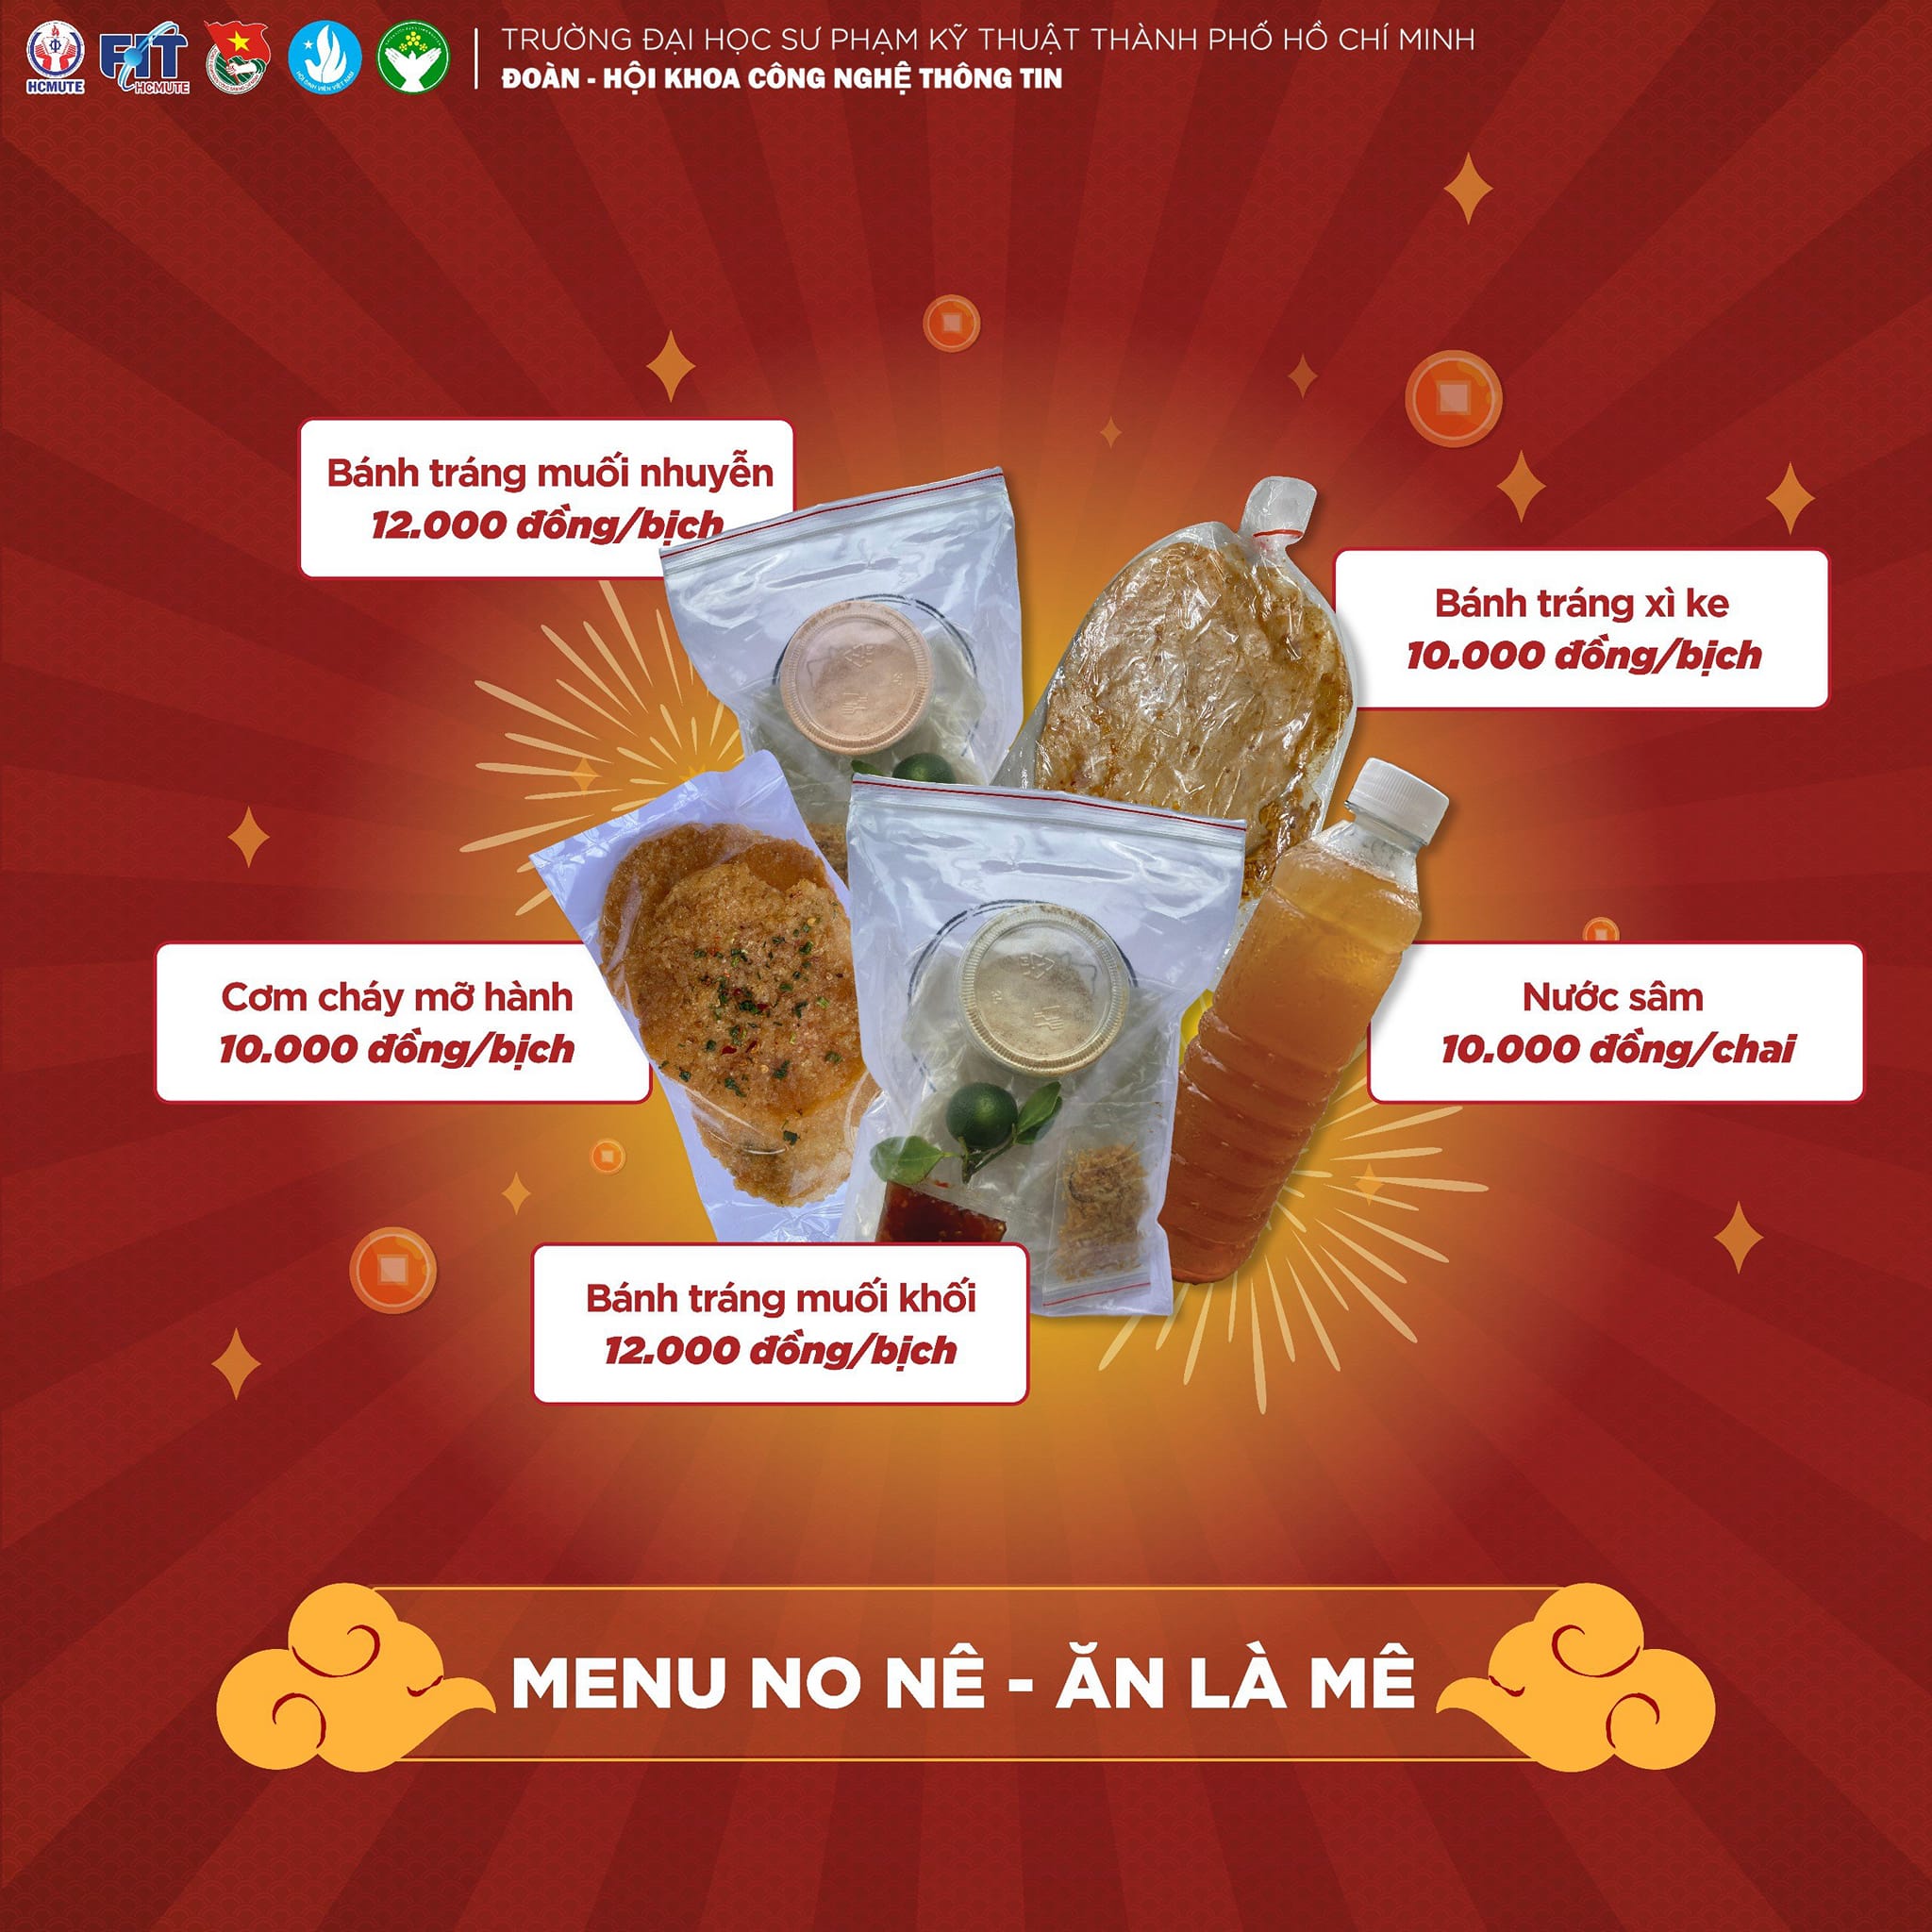 HCMUTE
FIT
HCMUTE
TRƯỜNG ĐẠI HỌC SƯ PHẠM KỸ THUẬT THÀNH PHỐ HỒ CHÍ MINH
ĐOÀN - HỘI KHOA CÔNG NGHỆ THÔNG TIN
Bánh tráng muối nhuyễn
12.000 đồng/bịch
Bánh tráng xì ke
10.000 đồng/bịch
Cơm cháy mỡ hành
10.000 đồng/bịch
Nước sâm
10.000 đồng/chai
Bánh tráng muối khối
12.000 đồng/bịch
MENU NO NÊ - ĂN LÀ MÊ